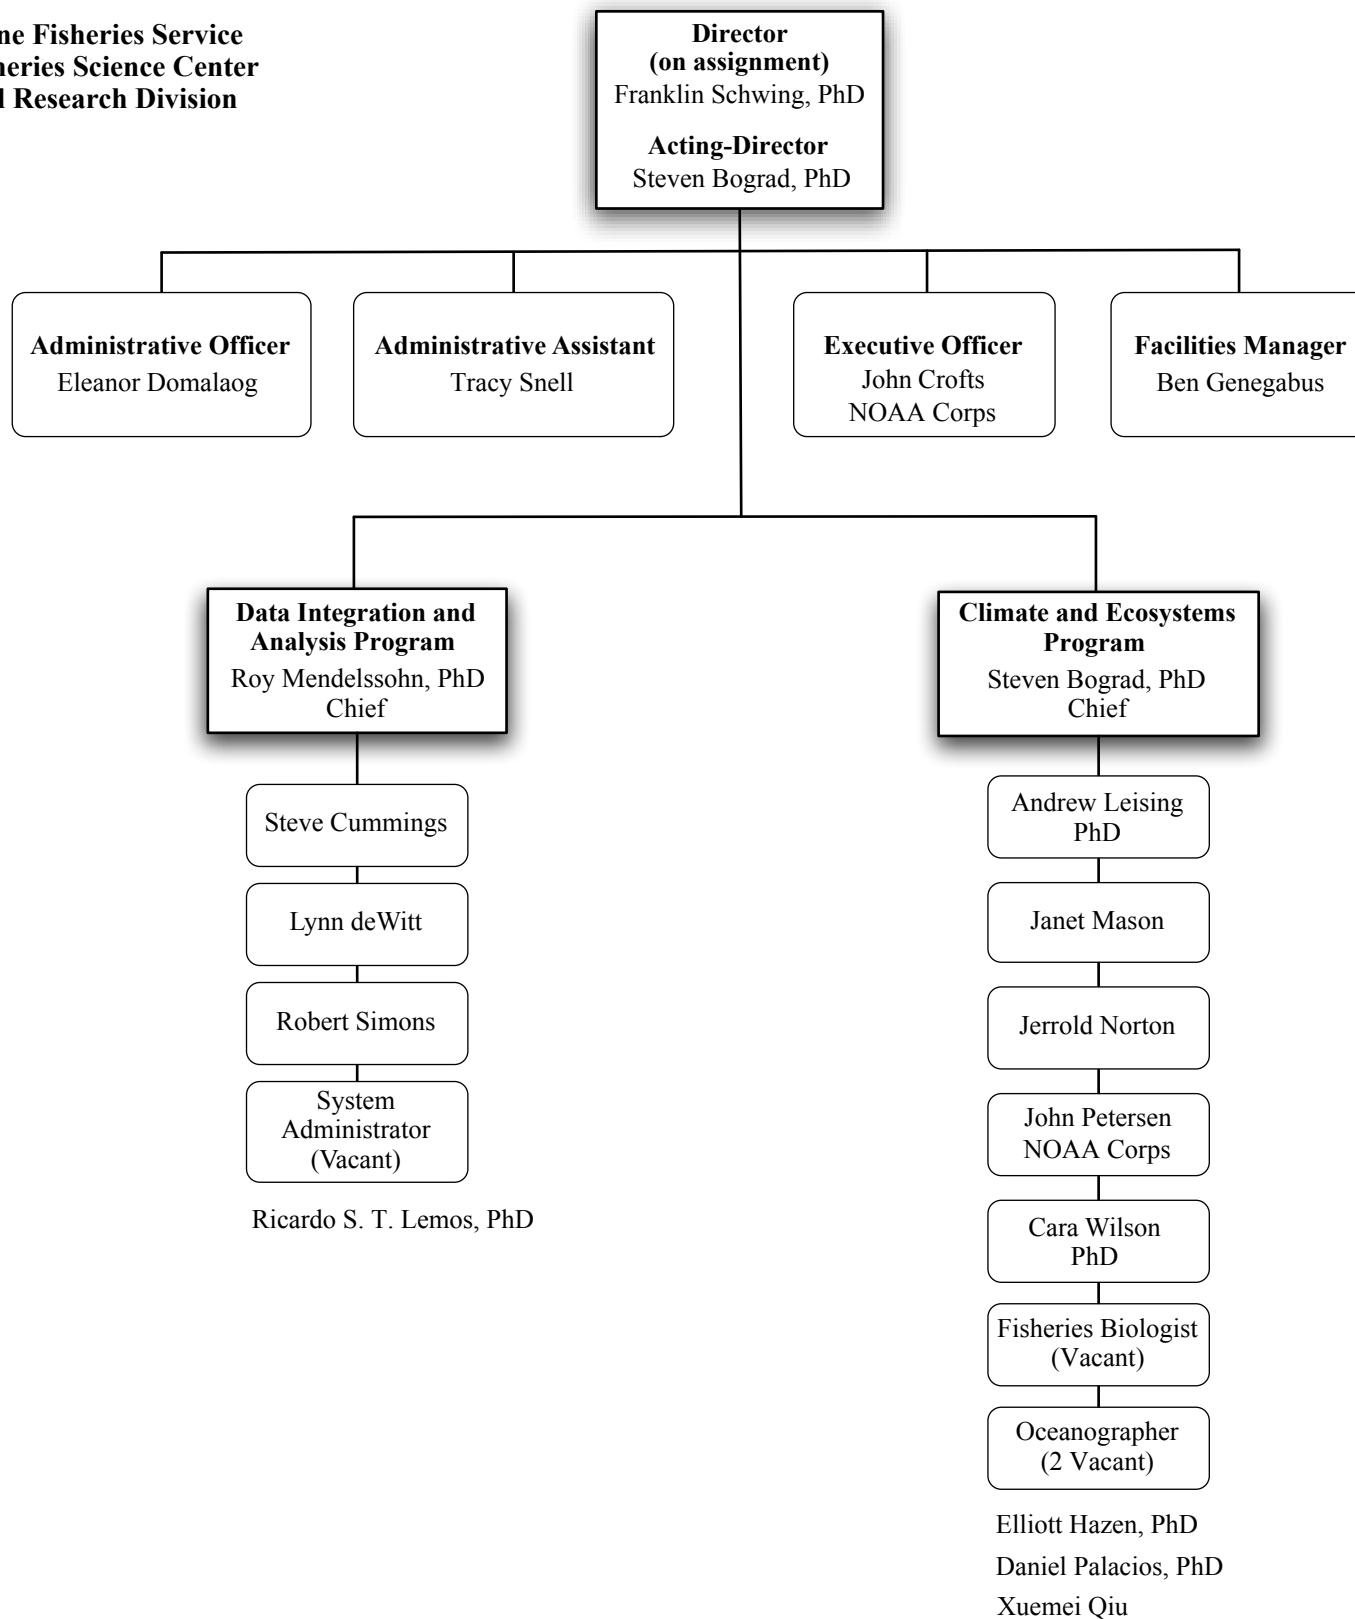 ne Fisheries Service
heries Science Center
l Research Division
Director
(on assignment)
Franklin Schwing, PhD
Acting-Director
Steven Bograd, PhD
Administrative Officer
Eleanor Domalaog
Administrative Assistant
Tracy Snell
Executive Officer
John Crofts
NOAA Corps
Facilities Manager
Ben Genegabus
Data Integration and
Analysis Program
Roy Mendelssohn, PhD
Chief
Steve Cummings
Lynn deWitt
Robert Simons
System
Administrator
(Vacant)
Ricardo S. T. Lemos, PhD
Climate and Ecosystems
Program
Steven Bograd, PhD
Chief
Andrew Leising
PhD
Janet Mason
Jerrold Norton
John Petersen
NOAA Corps
Cara Wilson
PhD
Fisheries Biologist
(Vacant)
Oceanographer
(2 Vacant)
Elliott Hazen, PhD
Daniel Palacios, PhD
Xuemei Qiu